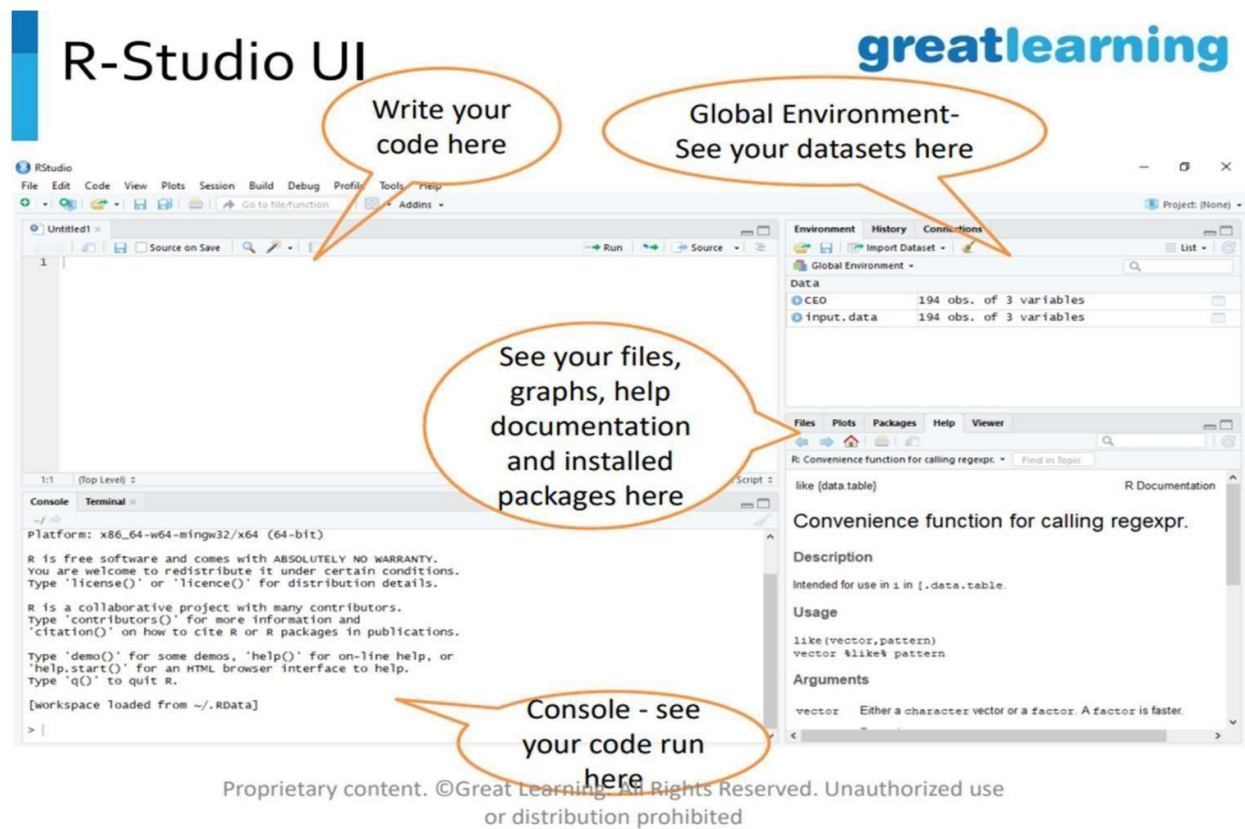 R-Studio UI
greatlearning
Write your
code here
Global Environment-
See your datasets here
RStudio
File Edit Code View Plots Session Build Debug Profile Tools Help
Go to file/function
Addins
Project: (None)
Untitled1
Source on Save
Run
Source
1
1:1 (Top Level)
Script
Environment History Connections
Import Dataset
List
Global Environment
Data
CEO 194 obs. of 3 variables
input.data 194 obs. of 3 variables
See your files,
graphs, help
documentation
and installed
packages here
Files Plots Packages Help Viewer
R: Convenience function for calling regexpr. Find in Topic
like {data.table} R Documentation
Convenience function for calling regexpr.
Description
Intended for use in i in [.data.table.
Usage
like(vector,pattern)
vector %like% pattern
Arguments
vector Either a character vector or a factor. A factor is faster.
Console Terminal
~/
Platform: x86_64-w64-mingw32/x64 (64-bit)
R is free software and comes with ABSOLUTELY NO WARRANTY.
You are welcome to redistribute it under certain conditions.
Type 'license()' or 'licence()' for distribution details.
R is a collaborative project with many contributors.
Type 'contributors()' for more information and
'citation()' on how to cite R or R packages in publications.
Type 'demo()' for some demos, 'help()' for on-line help, or
'help.start()' for an HTML browser interface to help.
Type 'q()' to quit R.
[Workspace loaded from ~/.RData]
>
Console - see
your code run
here
Proprietary content. ©Great Learning. All Rights Reserved. Unauthorized use
or distribution prohibited